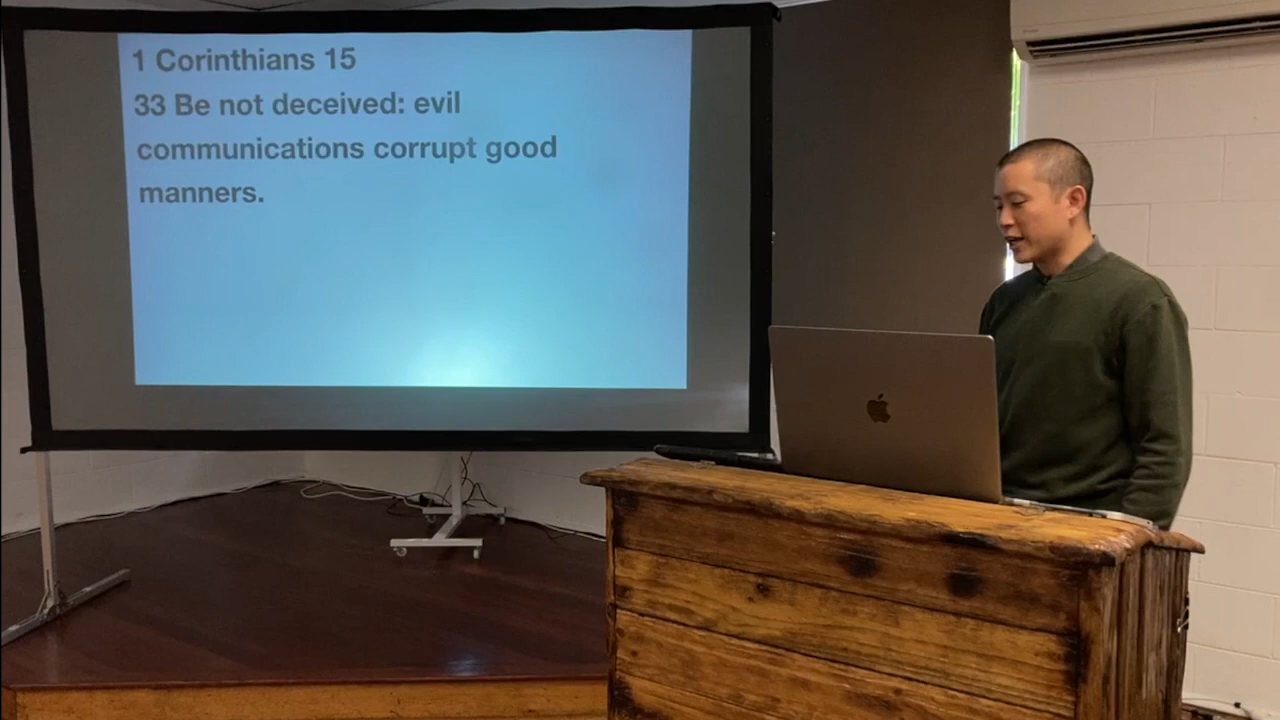 1 Corinthians 15
33 Be not deceived: evil
communications corrupt good
manners.